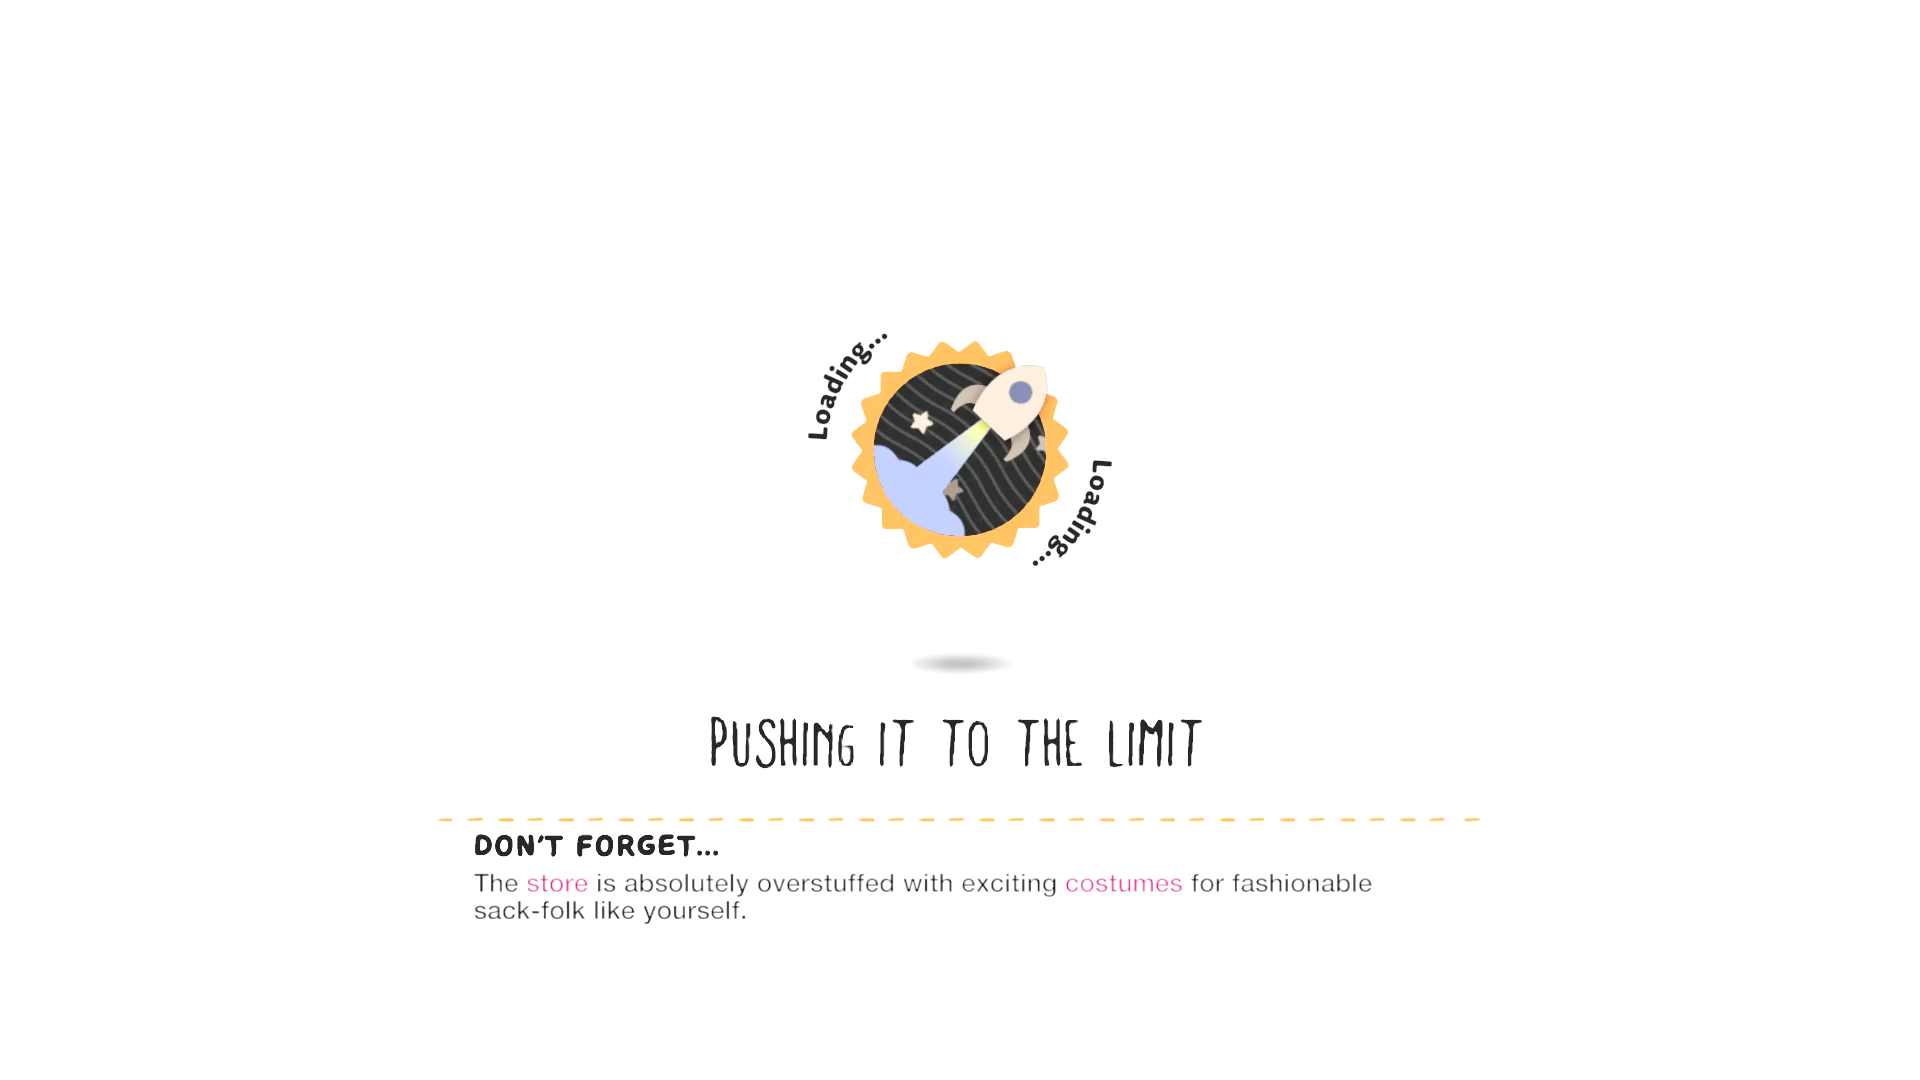 Loading...
Loading...
PUSHING IT TO THE LIMIT
DON'T FORGET...
The store is absolutely overstuffed with exciting costumes for fashionable
sack-folk like yourself.